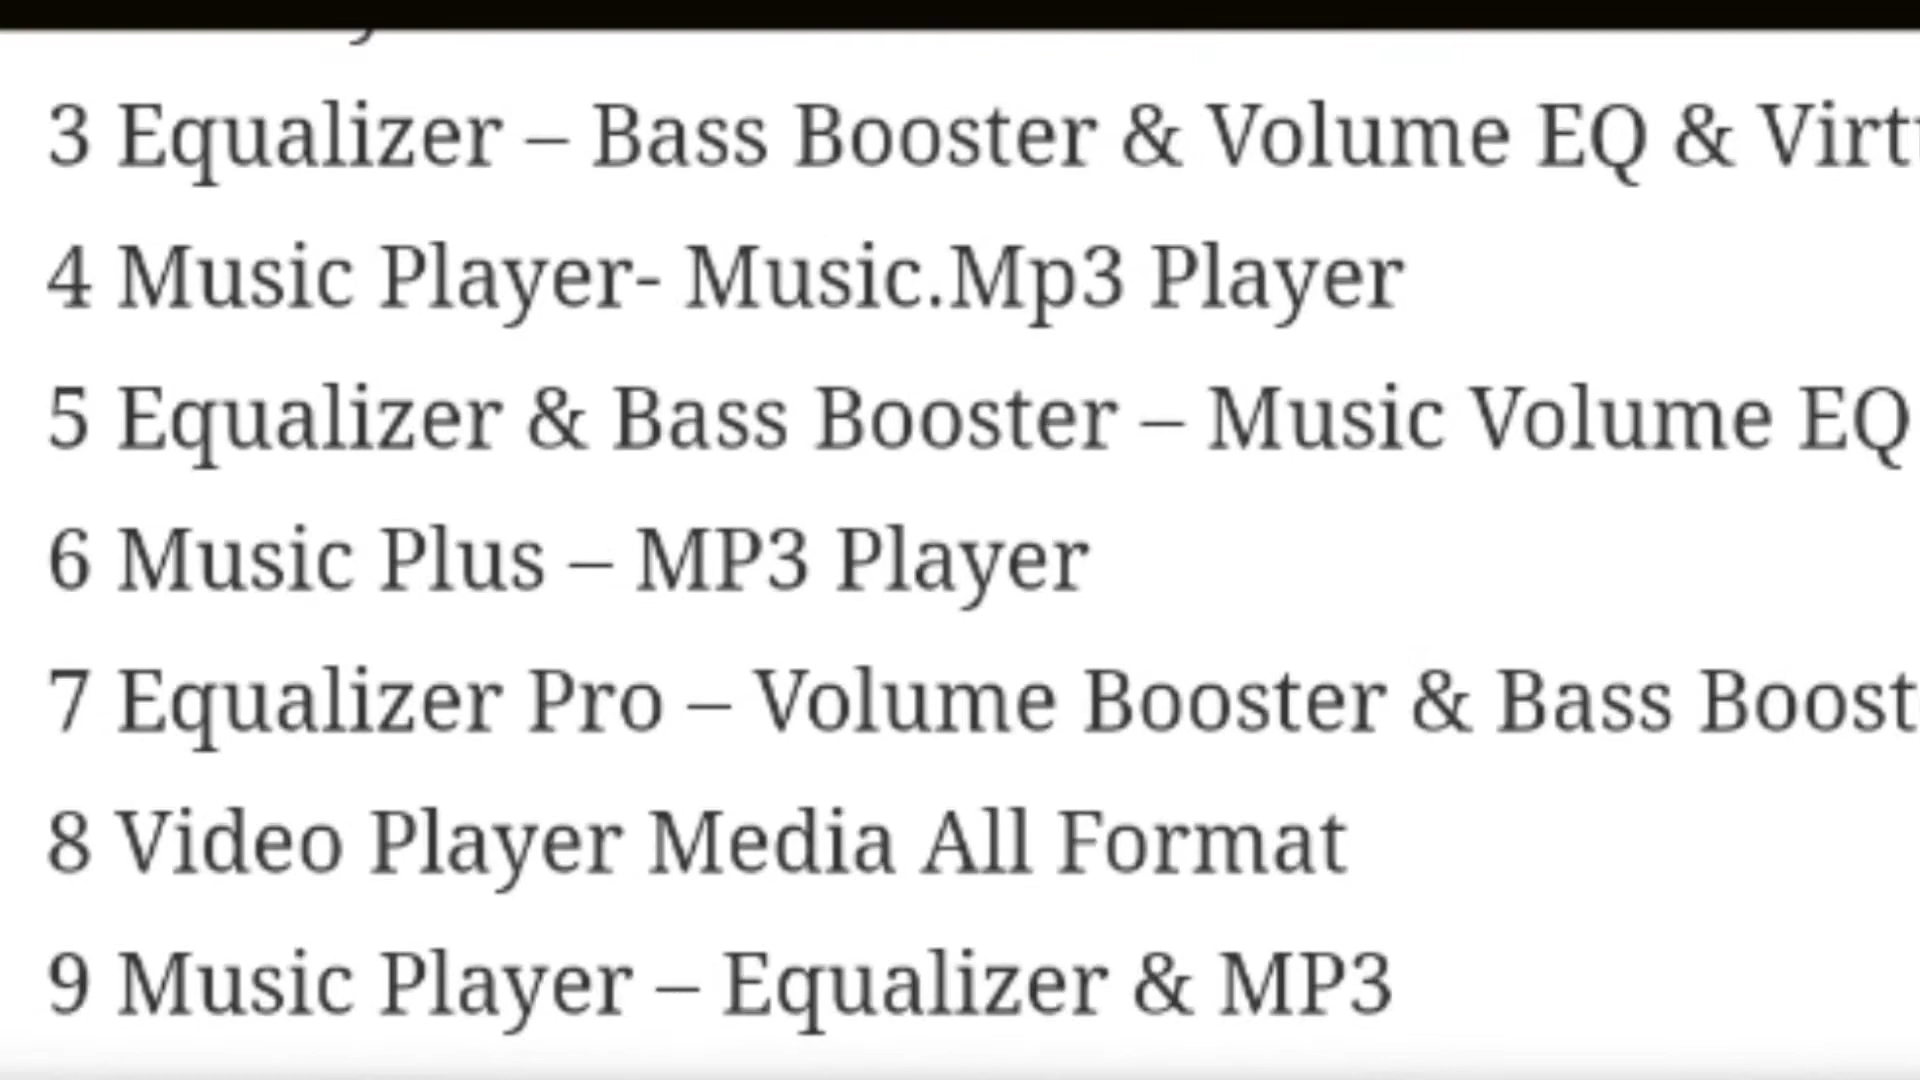 3 Equalizer – Bass Booster & Volume EQ &
4 Music Player- Music.Mp3 Player
5 Equalizer & Bass Booster – Music Volume EQ
6 Music Plus – MP3 Player
7 Equalizer Pro – Volume Booster & Bass Boost
8 Video Player Media All Format
9 Music Player – Equalizer & MP3